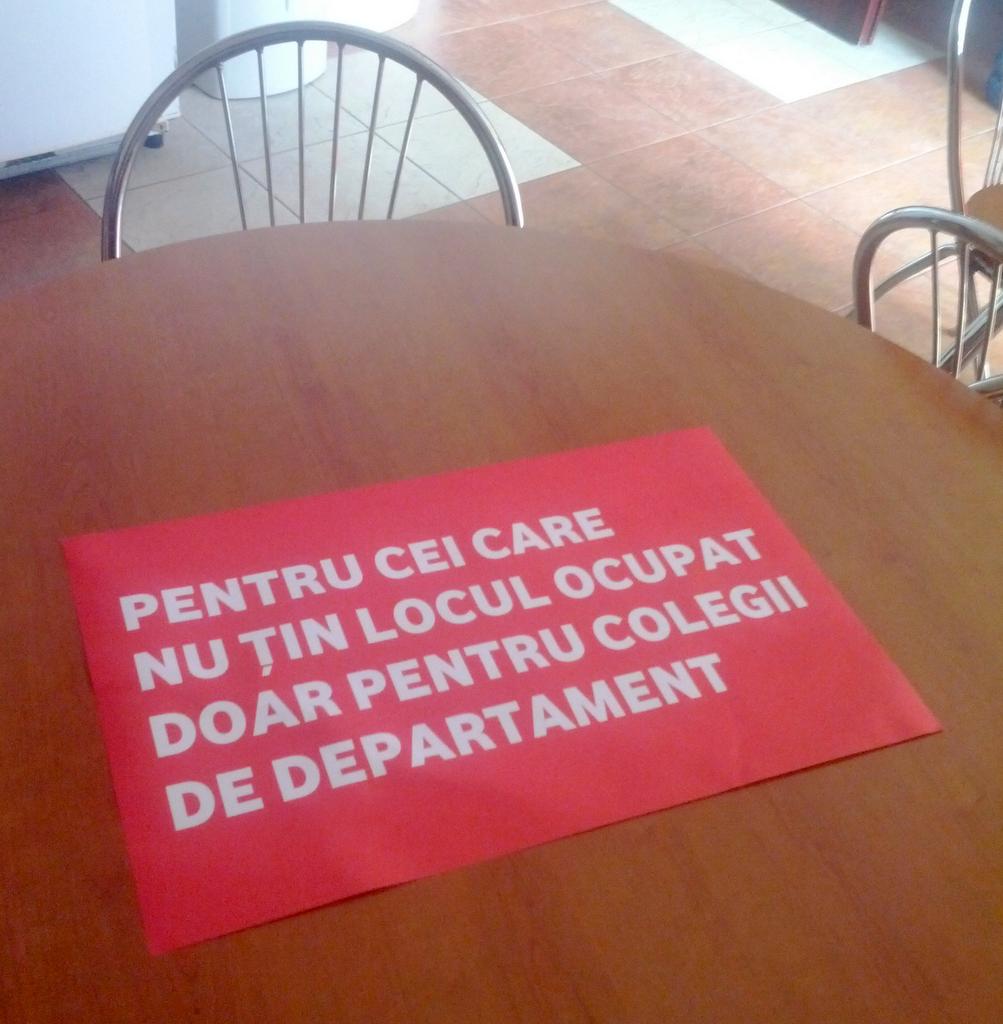 PENTRU CEI CARE
NU ȚIN LOCUL OCUPAT
DOAR PENTRU COLEGII
DE DEPARTAMENT